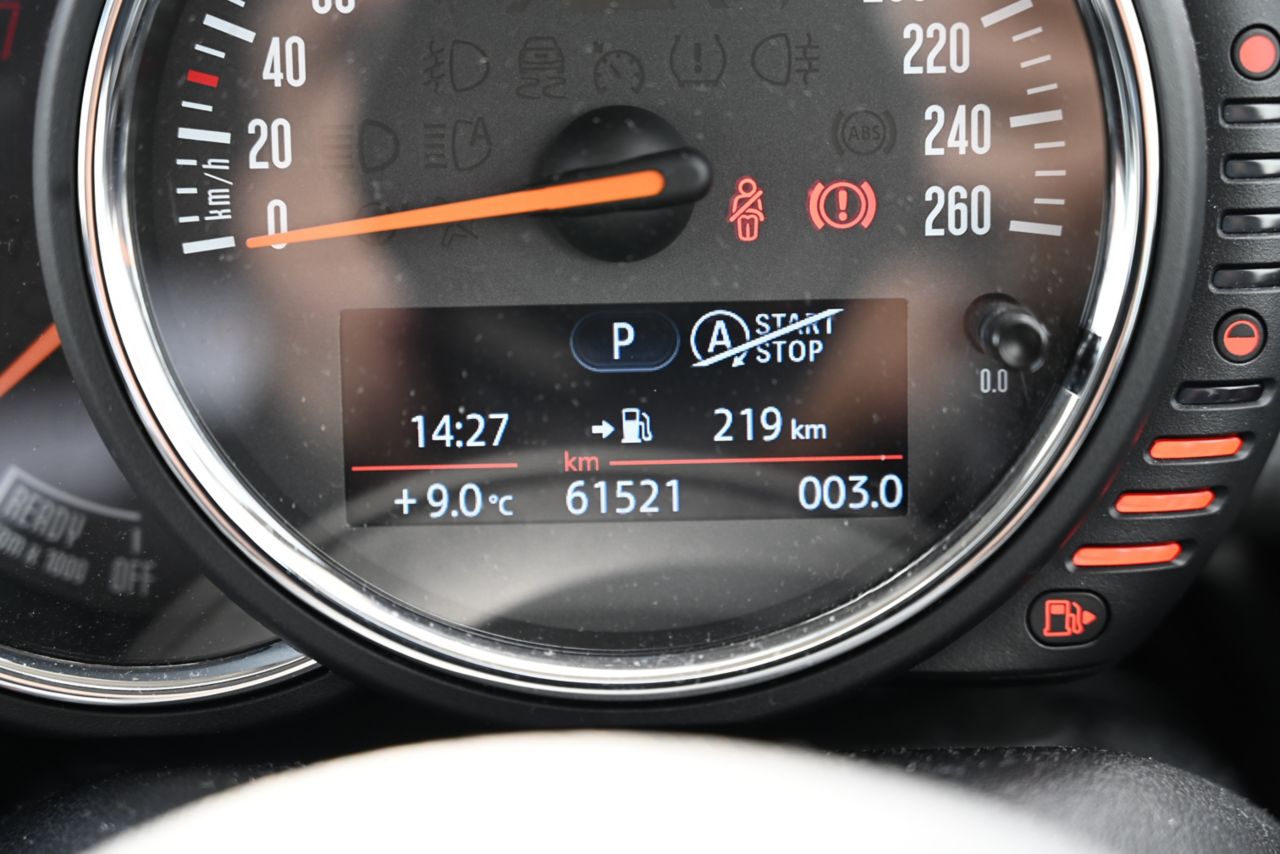 40
20
0
km/h
220
240
260
ABS
P
A START
STOP
0.0
14:27 219 km
km
+9.0°C 61521 003.0
READY
OFF